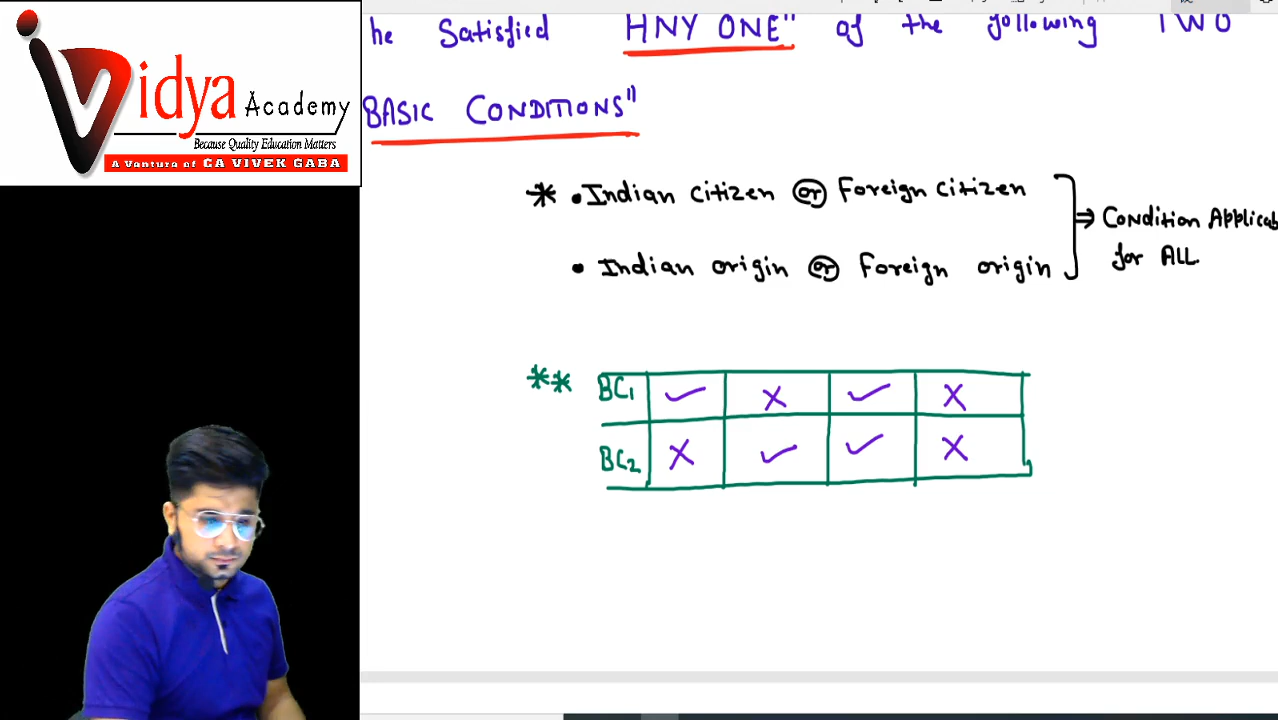 Vidya Academy
Because Quality Education Matters
A Ventura of CA VIVEK GABA
he Satisfied ANY ONE" of the following TWO
BASIC CONDITIONS"
* • Indian citizen or Foreign citizen
• Indian origin or Foreign origin
⇒ Condition Applicab
for ALL
** BC1 ✓ X ✓ X
BC2 X ✓ ✓ X